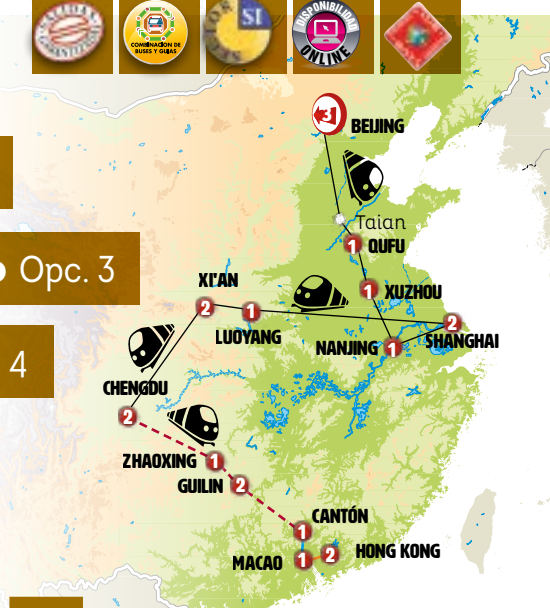 SALIDAS
GARANTIZADAS
COMBINACIÓN DE
BUSES Y GUÍAS
SI
DISPONIBILIDAD
ONLINE
3
BEIJING
Taian
1 QUFU
Opc. 3
XI'AN
2
1
LUOYANG
1 XUZHOU
2
SHANGHAI
NANJING 1
4
CHENGDU
2
ZHAOXING 1
GUILIN 2
CANTÓN
1
MACAO 1
2 HONG KONG